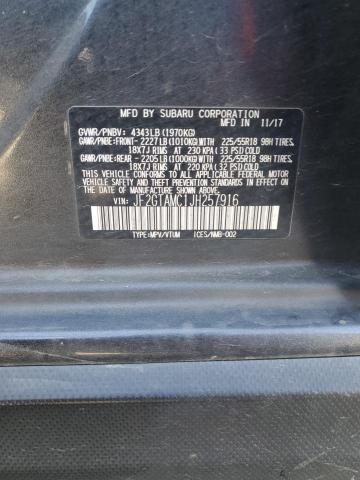 MFD BY SUBARU CORPORATION
MFD IN 11/17
GVWR/PNBV: 4343LB(1970KG)
GAWR/PNBE:FRONT- 2227LB(1010KG)WITH 225/55R18 98H TIRES,
18X7J RIMS AT 230 KPA(33 PSI)COLD
GAWR/PNBE:REAR- 2205LB(1000KG)WITH 225/55R18 98H TIRES,
18X7J RIMS AT 220 KPA(32 PSI)COLD
THIS VEHICLE CONFORMS TO ALL APPLICABLE FEDERAL MOTOR
VEHICLE SAFETY AND BUMPER STANDARDS IN EFFECT ON THE DATE OF
MANUFACTURE SHOWN ABOVE.
VIN: JF2GTAMC1JH257916
TYPE:MPV/VTUM ICES/NMB-002